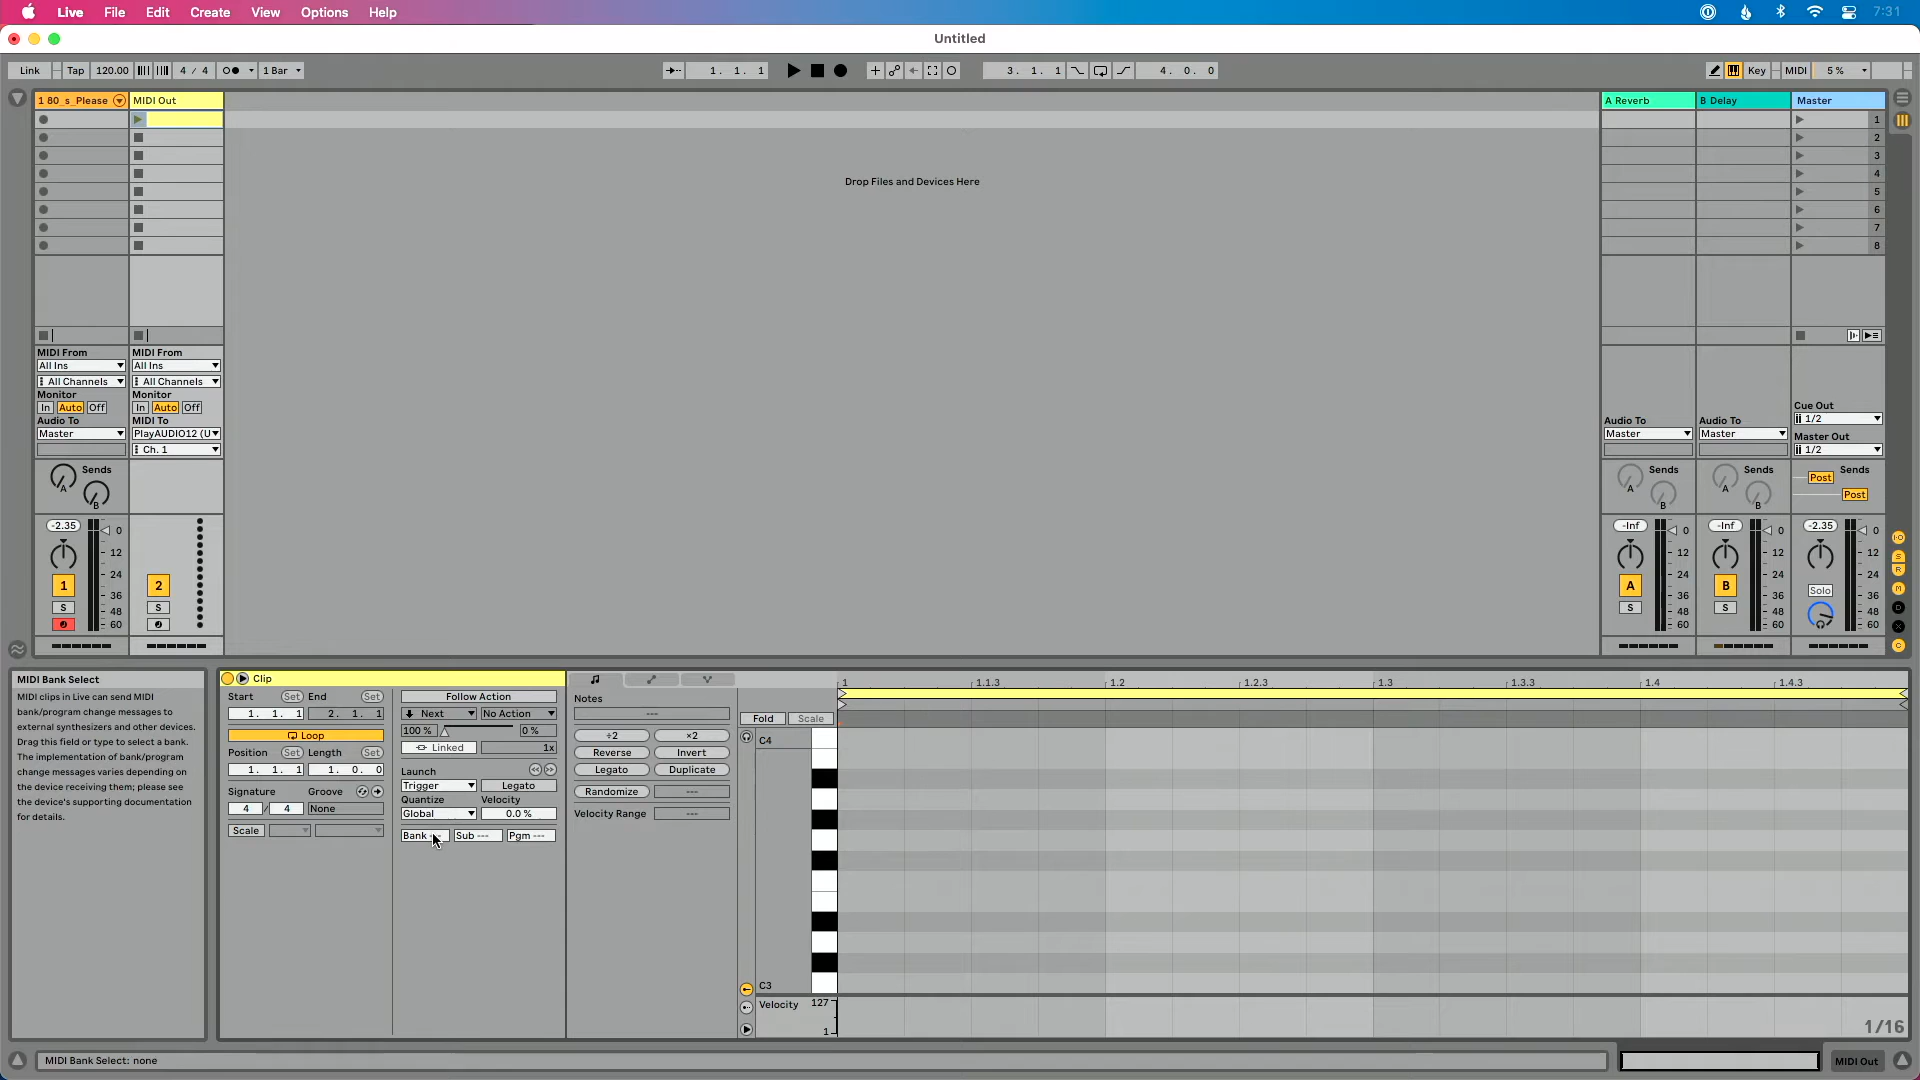 Live File Edit Create View Options Help 7:31
Untitled
Link Tap 120.00 4 / 4 1 Bar 1. 1. 1 3. 1. 1 4. 0. 0 Key MIDI 5 %
1 80_s_Please MIDI Out A Reverb B Delay Master
1
2
3
Drop Files and Devices Here
4
5
6
7
8
MIDI From MIDI From
All Ins All Ins
All Channels All Channels
Monitor Monitor
In Auto Off In Auto Off Cue Out
Audio To MIDI To Audio To Audio To 1/2
Master PlayAUDIO12 (U Master Master Master Out
Ch. 1 1/2
Sends Sends Sends Post Sends
A B A B A B Post
-2.35 0 -Inf 0 -Inf 0 -2.35 0
12 12 12 12
24 24 24 24
1 36 2 A 36 B 36 Solo 36
S 48 S S 48 S 48 48
60 60 60 60
S
R
M
D
X
C
MIDI Bank Select
MIDI clips in Live can send MIDI
bank/program change messages to
external synthesizers and other devices.
Drag this field or type to select a bank.
The implementation of bank/program
change messages varies depending on
the device receiving them; please see
the device's supporting documentation
for details.
Clip
Start Set End Set
1. 1. 1 2. 1. 1
Loop
Position Length
1. 1. 1 1. 0. 0
Signature Groove
4 / 4 None
Scale
Follow Action
Next No Action
100 % 0 %
Linked 1x
Launch
Trigger Legato
Quantize Velocity
Global 0.0 %
Bank --- Sub --- Pgm ---
Notes
---
÷2 ×2
Reverse Invert
Legato Duplicate
Randomize ---
Velocity Range ---
1 1.1.3 1.2 1.2.3 1.3 1.3.3 1.4 1.4.3
Fold Scale
C4
C3
Velocity 127
1
1/16
MIDI Bank Select: none MIDI Out